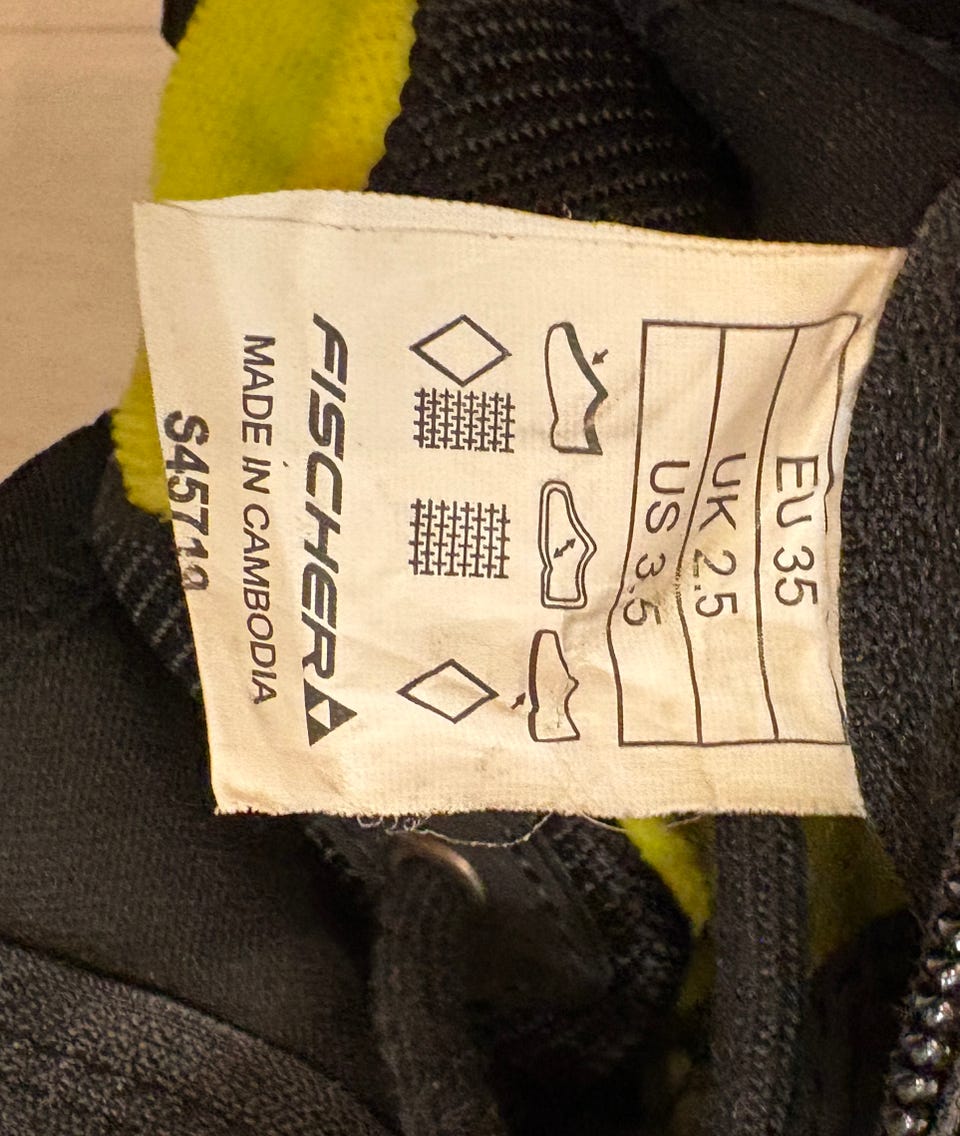 EU 35
UK 2.5
US 3.5
FISCHER
MADE IN CAMBODIA